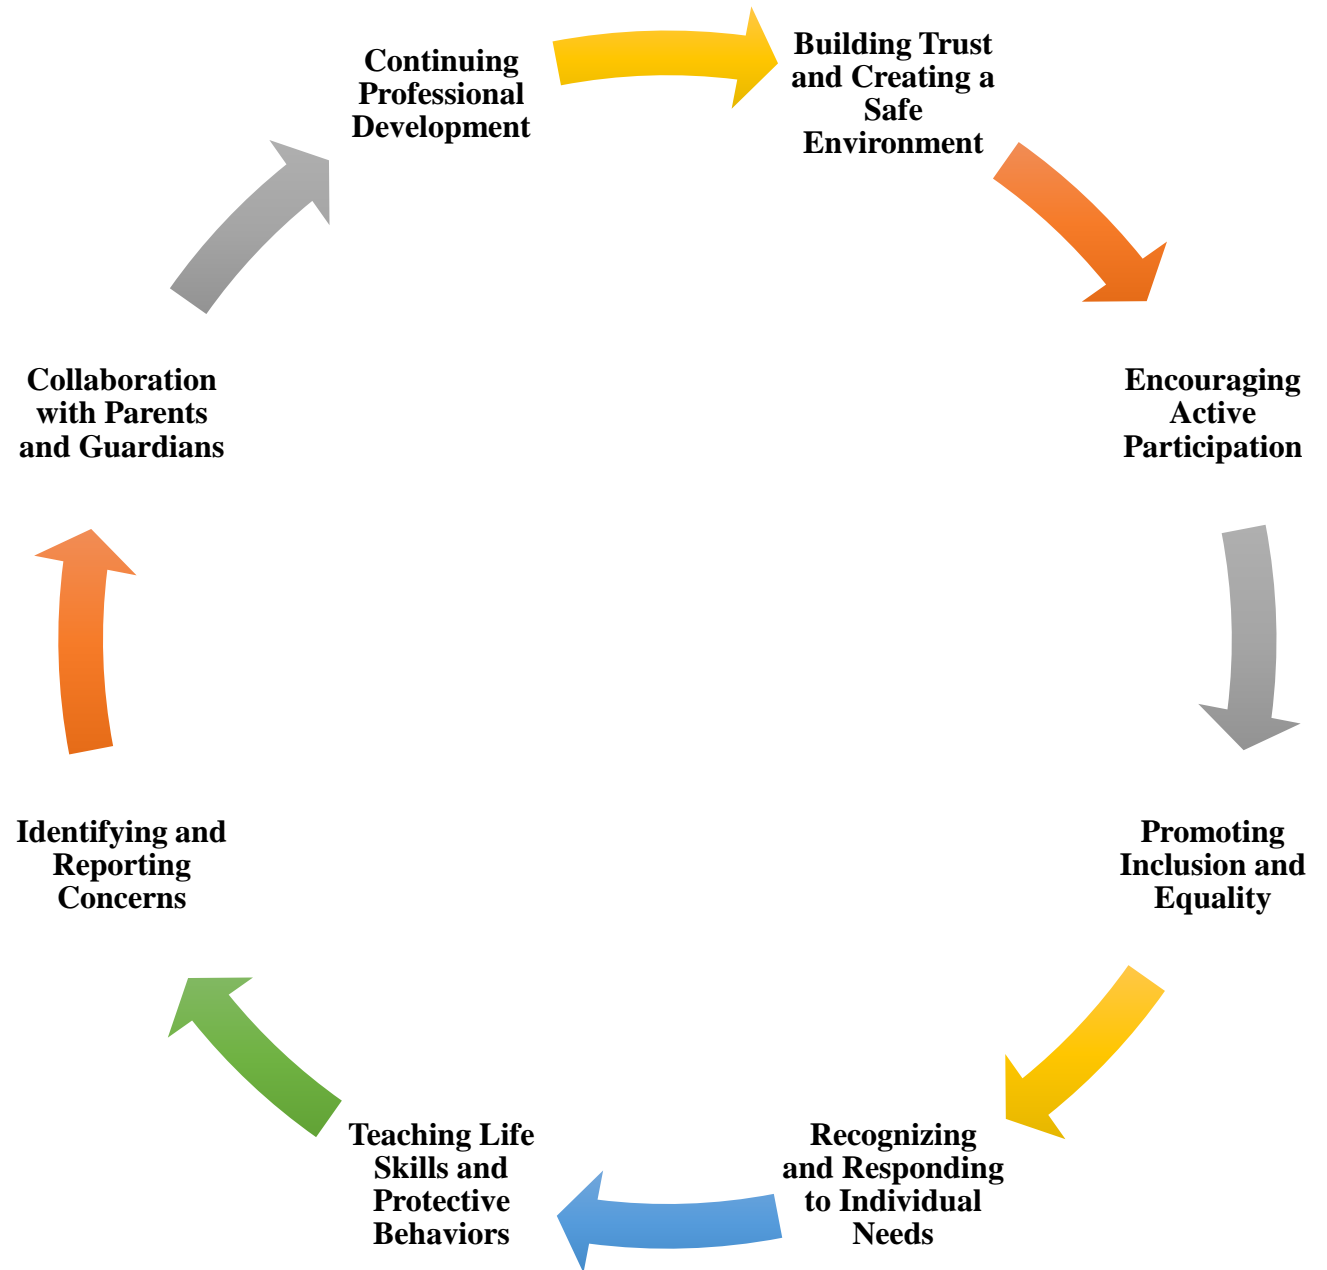 Building Trust
and Creating a
Safe
Environment
Encouraging
Active
Participation
Promoting
Inclusion and
Equality
Recognizing
and Responding
to Individual
Needs
Teaching Life
Skills and
Protective
Behaviors
Identifying and
Reporting
Concerns
Collaboration
with Parents
and Guardians
Continuing
Professional
Development